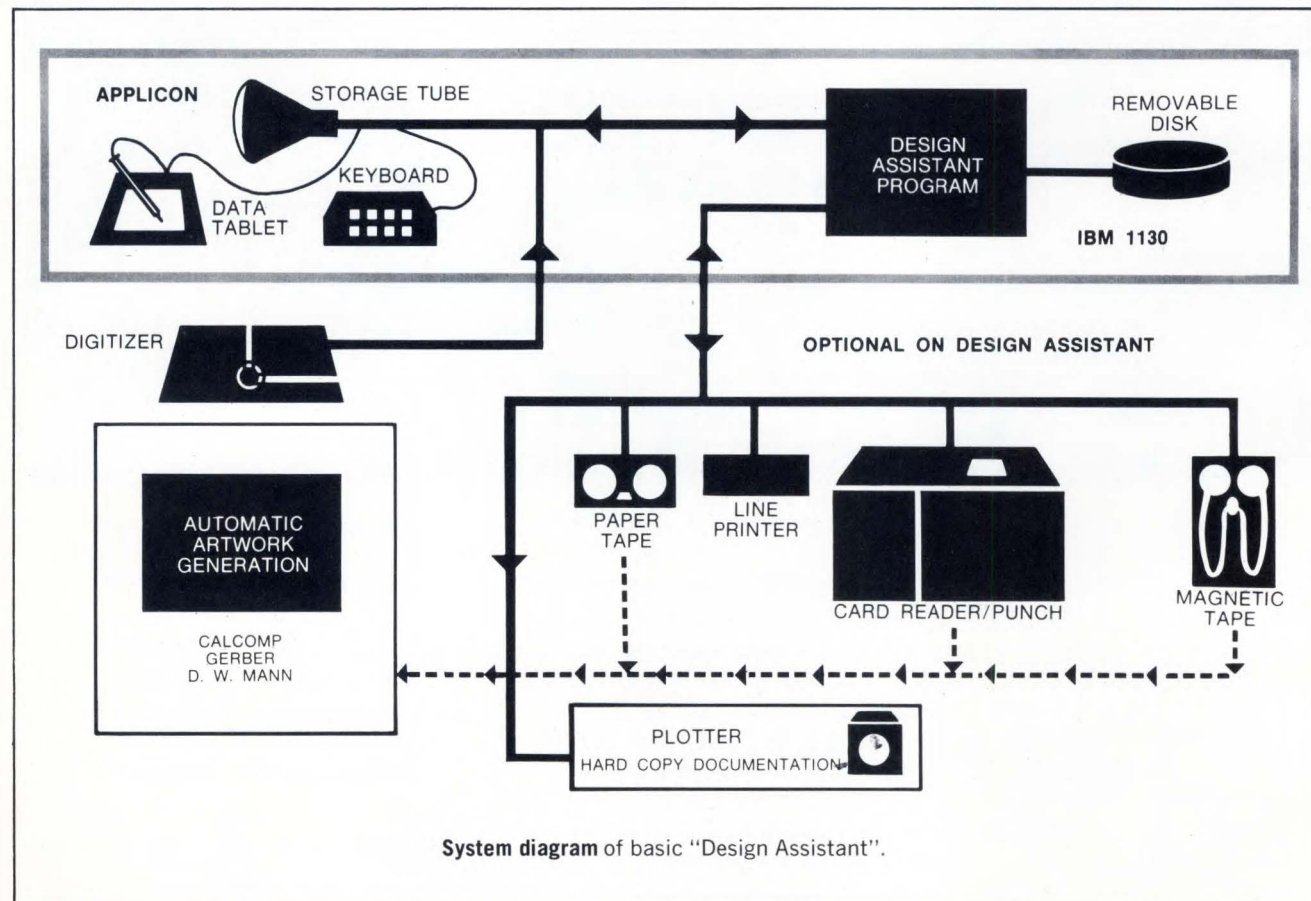 APPLICON
STORAGE TUBE
DATA
TABLET
KEYBOARD
DESIGN
ASSISTANT
PROGRAM
REMOVABLE
DISK
IBM 1130
DIGITIZER
OPTIONAL ON DESIGN ASSISTANT
AUTOMATIC
ARTWORK
GENERATION
CALCOMP
GERBER
D. W. MANN
PAPER
TAPE
LINE
PRINTER
CARD READER/PUNCH
MAGNETIC
TAPE
PLOTTER
HARD COPY DOCUMENTATION
System diagram of basic "Design Assistant".